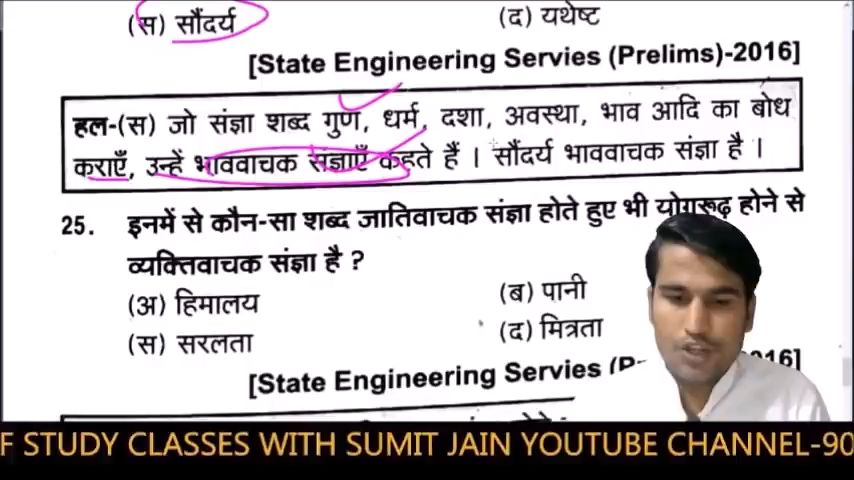 (स) सौंदर्य (द) यथेष्ट
[State Engineering Servies (Prelims)-2016]
हल-(स) जो संज्ञा शब्द गुण, धर्म, दशा, अवस्था, भाव आदि का बोध
कराएँ, उन्हें भाववाचक संज्ञाएँ कहते हैं । सौंदर्य भाववाचक संज्ञा है ।
25. इनमें से कौन-सा शब्द जातिवाचक संज्ञा होते हुए भी योगरूढ़ होने से
व्यक्तिवाचक संज्ञा है ?
(अ) हिमालय (ब) पानी
(स) सरलता (द) मित्रता
[State Engineering Servies 16]
F STUDY CLASSES WITH SUMIT JAIN YOUTUBE CHANNEL-90